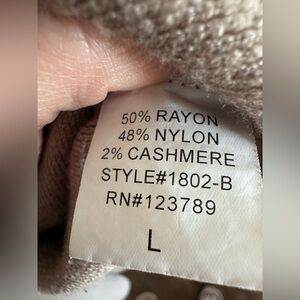 50% RAYON
48% NYLON
2% CASHMERE
STYLE#1802-B
RN#123789
L